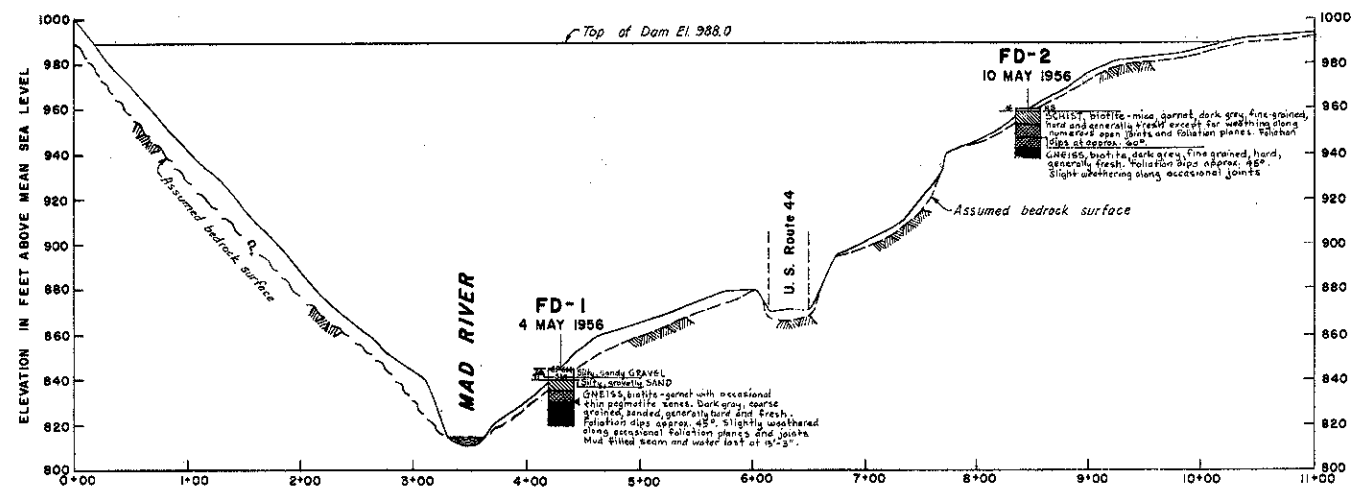 Top of Dam El. 988.0
ELEVATION IN FEET ABOVE MEAN SEA LEVEL
1000
980
960
940
920
900
880
860
840
820
800
Assumed bedrock surface
MAD RIVER
FD-1
4 MAY 1956
Silty, sandy GRAVEL
Silty, gravelly SAND
GNEISS, biotite-garnet with occasional
thin pegmatite zones. Dark gray, coarse
grained, banded, generally hard and fresh.
Foliation dips approx. 45°. Slightly weathered
along occasional foliation planes and joints
Mud filled seam and water lost at 13'-3".
U. S. Route 44
Assumed bedrock surface
FD-2
10 MAY 1956
SCHIST, biotite-mica, garnet, dark grey, fine-grained,
hard and generally fresh except for weathing along
numerous open joints and foliation planes. Foliation
dips at approx. 60°.
GNEISS, biotite, dark grey, fine grained, hard,
generally fresh. Foliation dips approx. 45°.
Slight weathering along occasional joints
1000
980
960
940
920
900
880
860
840
820
800
0+00 1+00 2+00 3+00 4+00 5+00 6+00 7+00 8+00 9+00 10+00 11+00